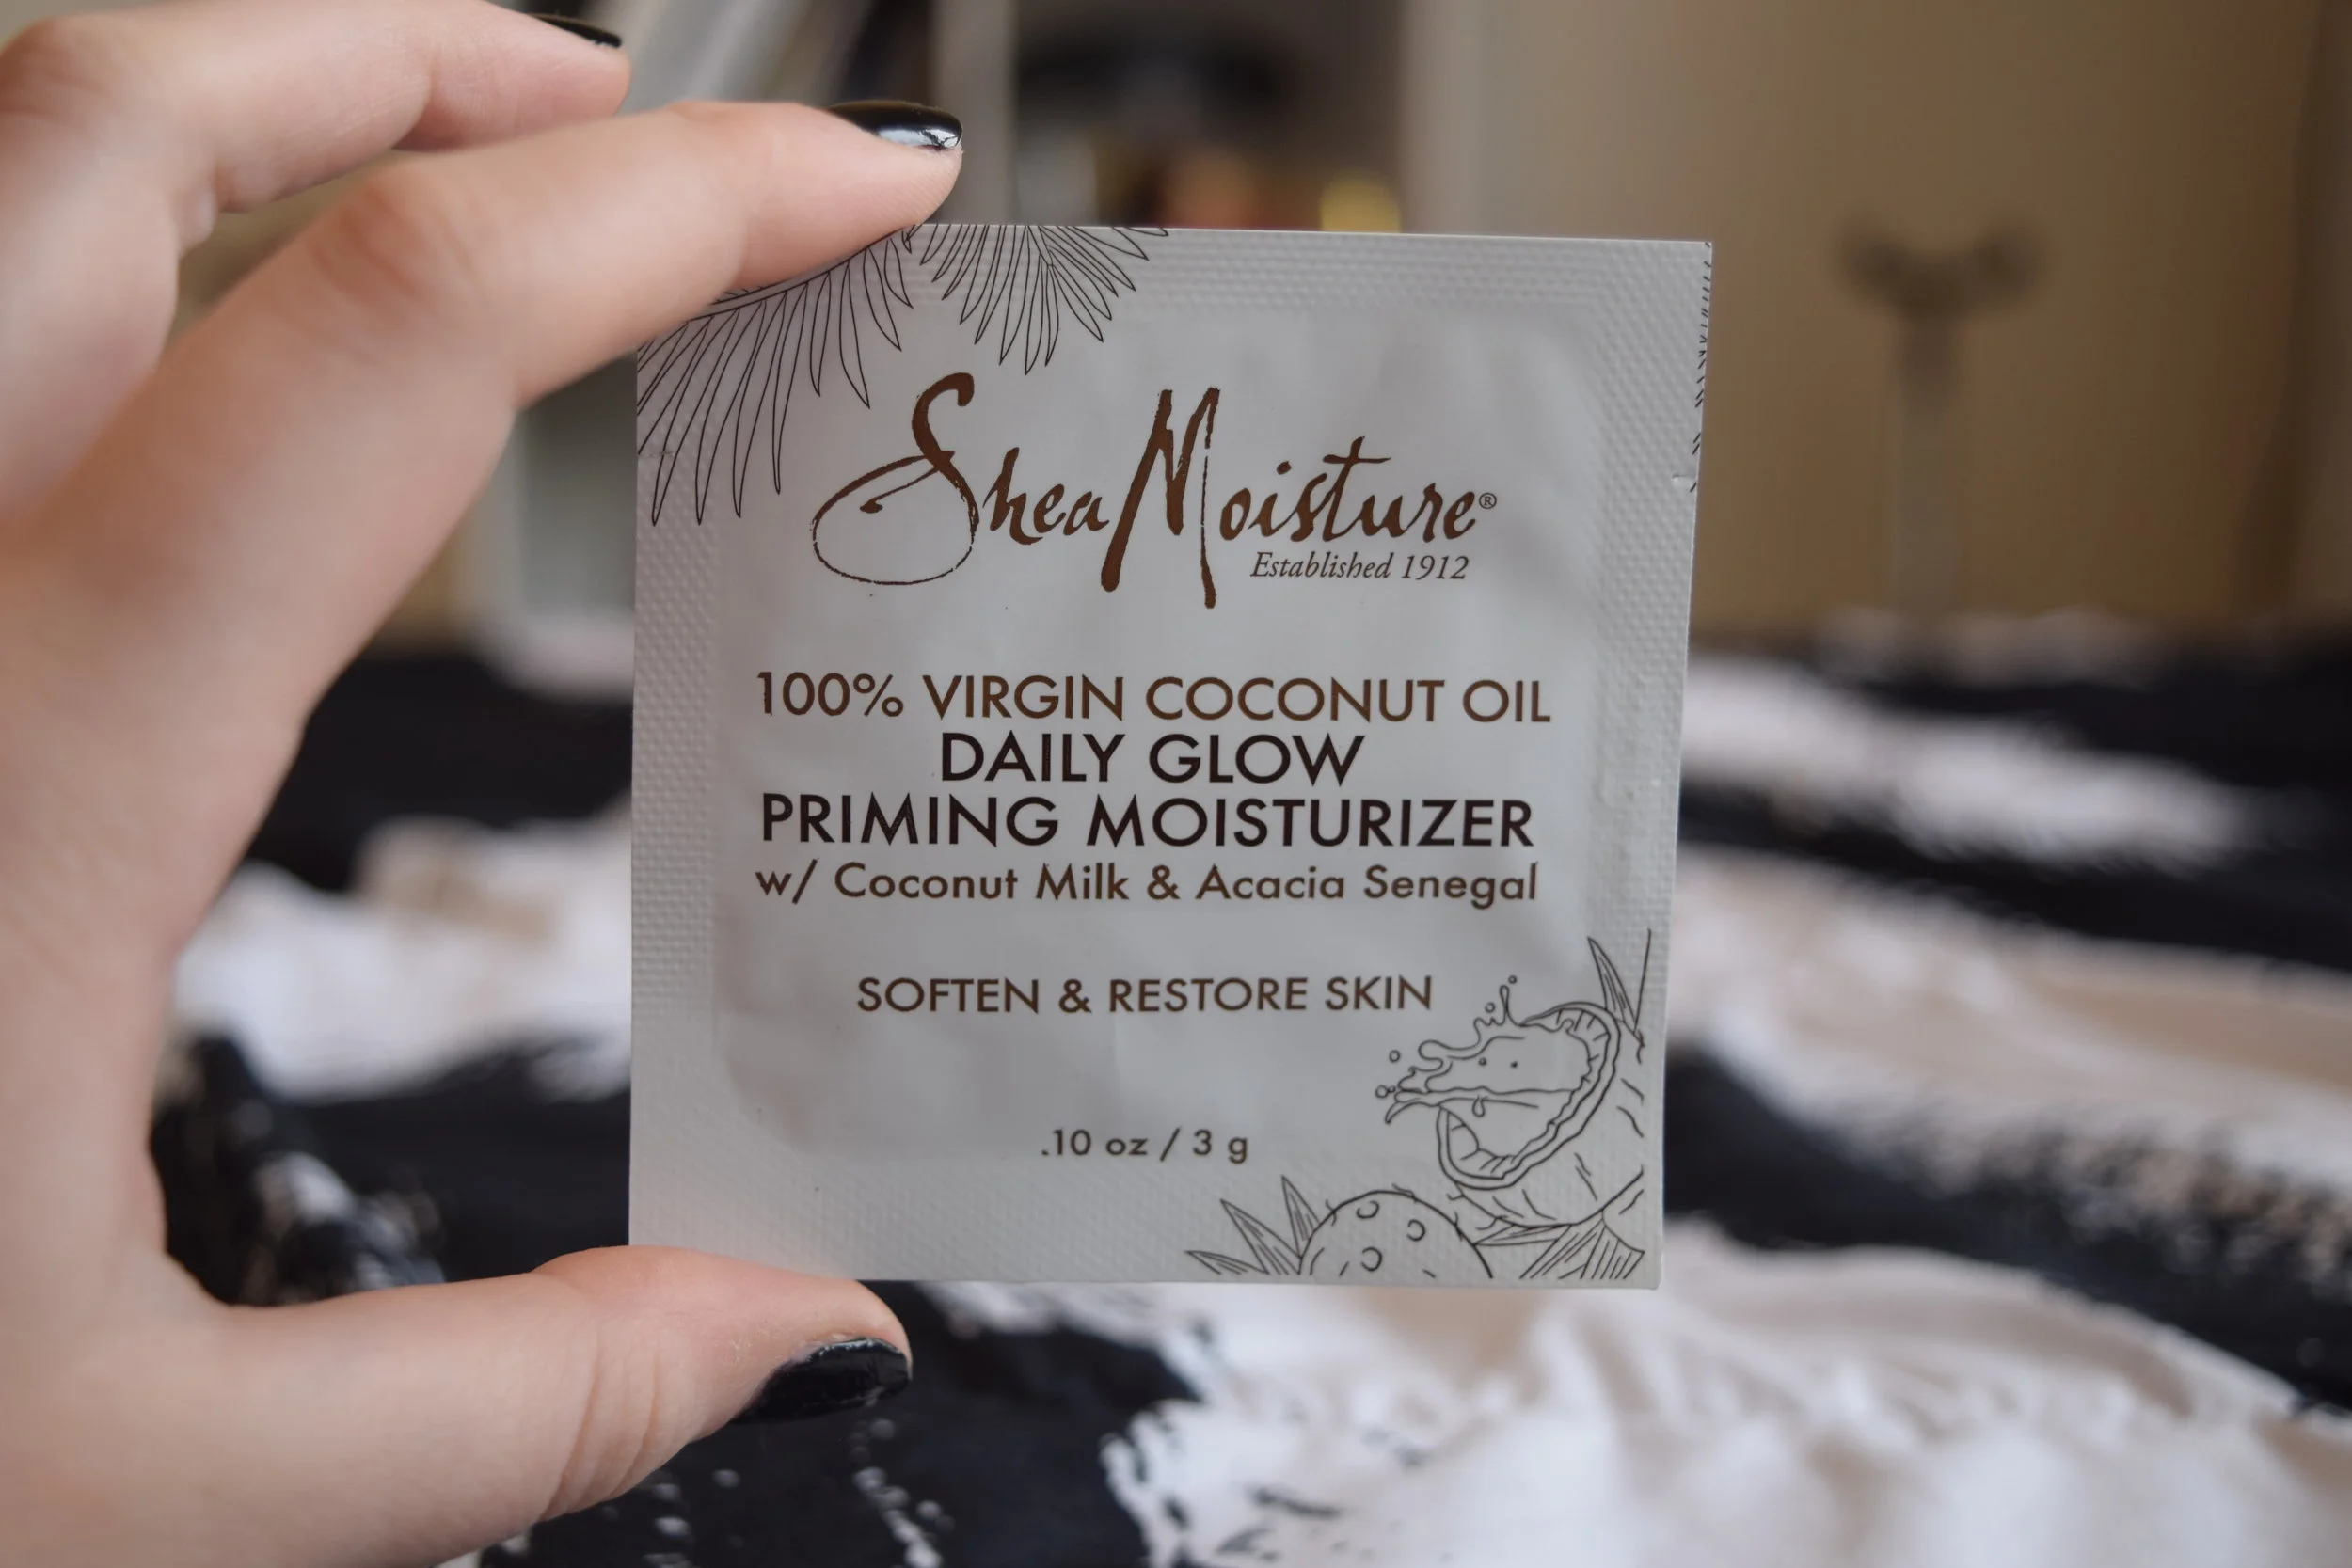 SheaMoisture®
Established 1912
100% VIRGIN COCONUT OIL
DAILY GLOW
PRIMING MOISTURIZER
w/ Coconut Milk & Acacia Senegal
SOFTEN & RESTORE SKIN
.10 oz / 3 g